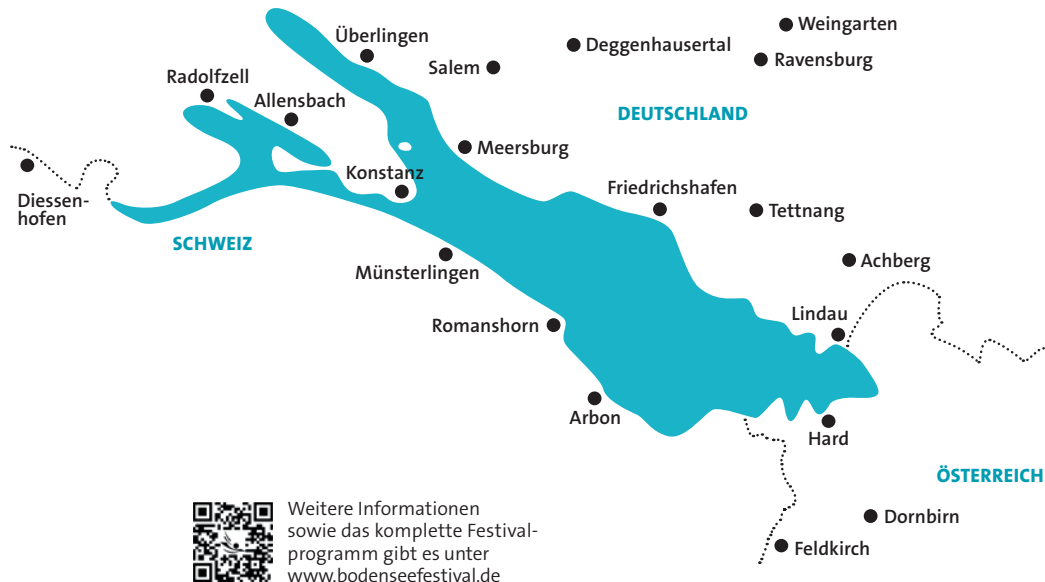 Weingarten
Überlingen
Deggenhausertal
Salem
Ravensburg
Radolfzell
Allensbach
DEUTSCHLAND
Meersburg
Konstanz
Diessen-
hofen
Friedrichshafen
Tettnang
SCHWEIZ
Münsterlingen
Achberg
Lindau
Romanshorn
Arbon
Hard
ÖSTERREICH
Dornbirn
Feldkirch
Weitere Informationen
sowie das komplette Festival-
programm gibt es unter
www.bodenseefestival.de